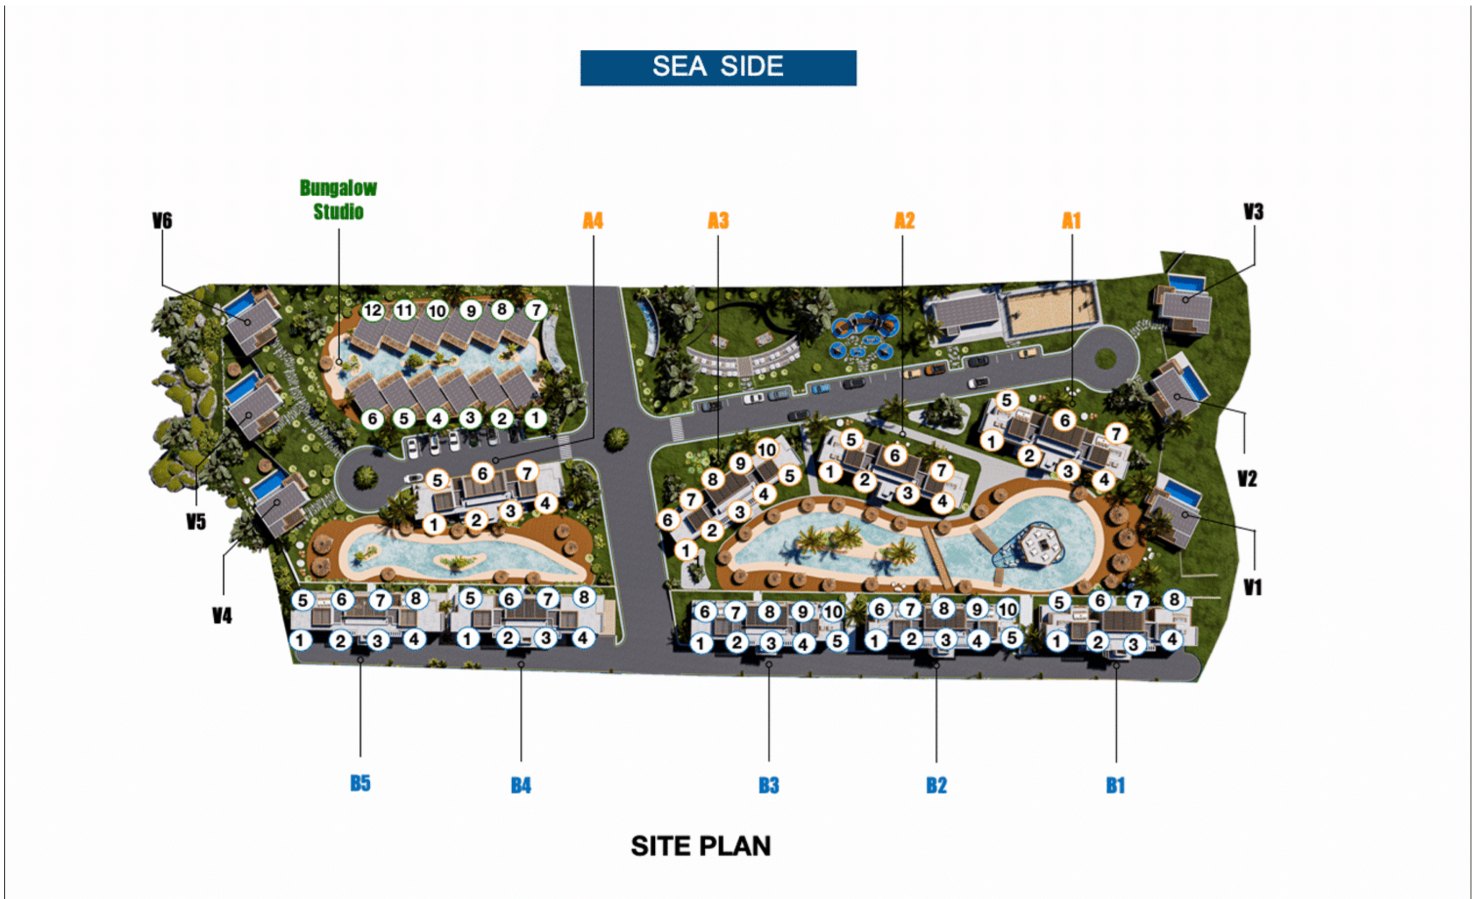 SEA SIDE
Bungalow
Studio
V6
A4
A3
A2
A1
V3
12 11 10 9 8 7
6 5 4 3 2 1
5 6 7
1 2 3 4
6 7 8 9 10
1 2 3 4 5
5 6 7
1 2 3 4
5 6 7
1 2 3 4
V5
V4
V2
V1
5 6 7 8
1 2 3 4
5 6 7 8
1 2 3 4
6 7 8 9 10
1 2 3 4 5
6 7 8 9 10
1 2 3 4 5
5 6 7 8
1 2 3 4
B5
B4
B3
B2
B1
SITE PLAN